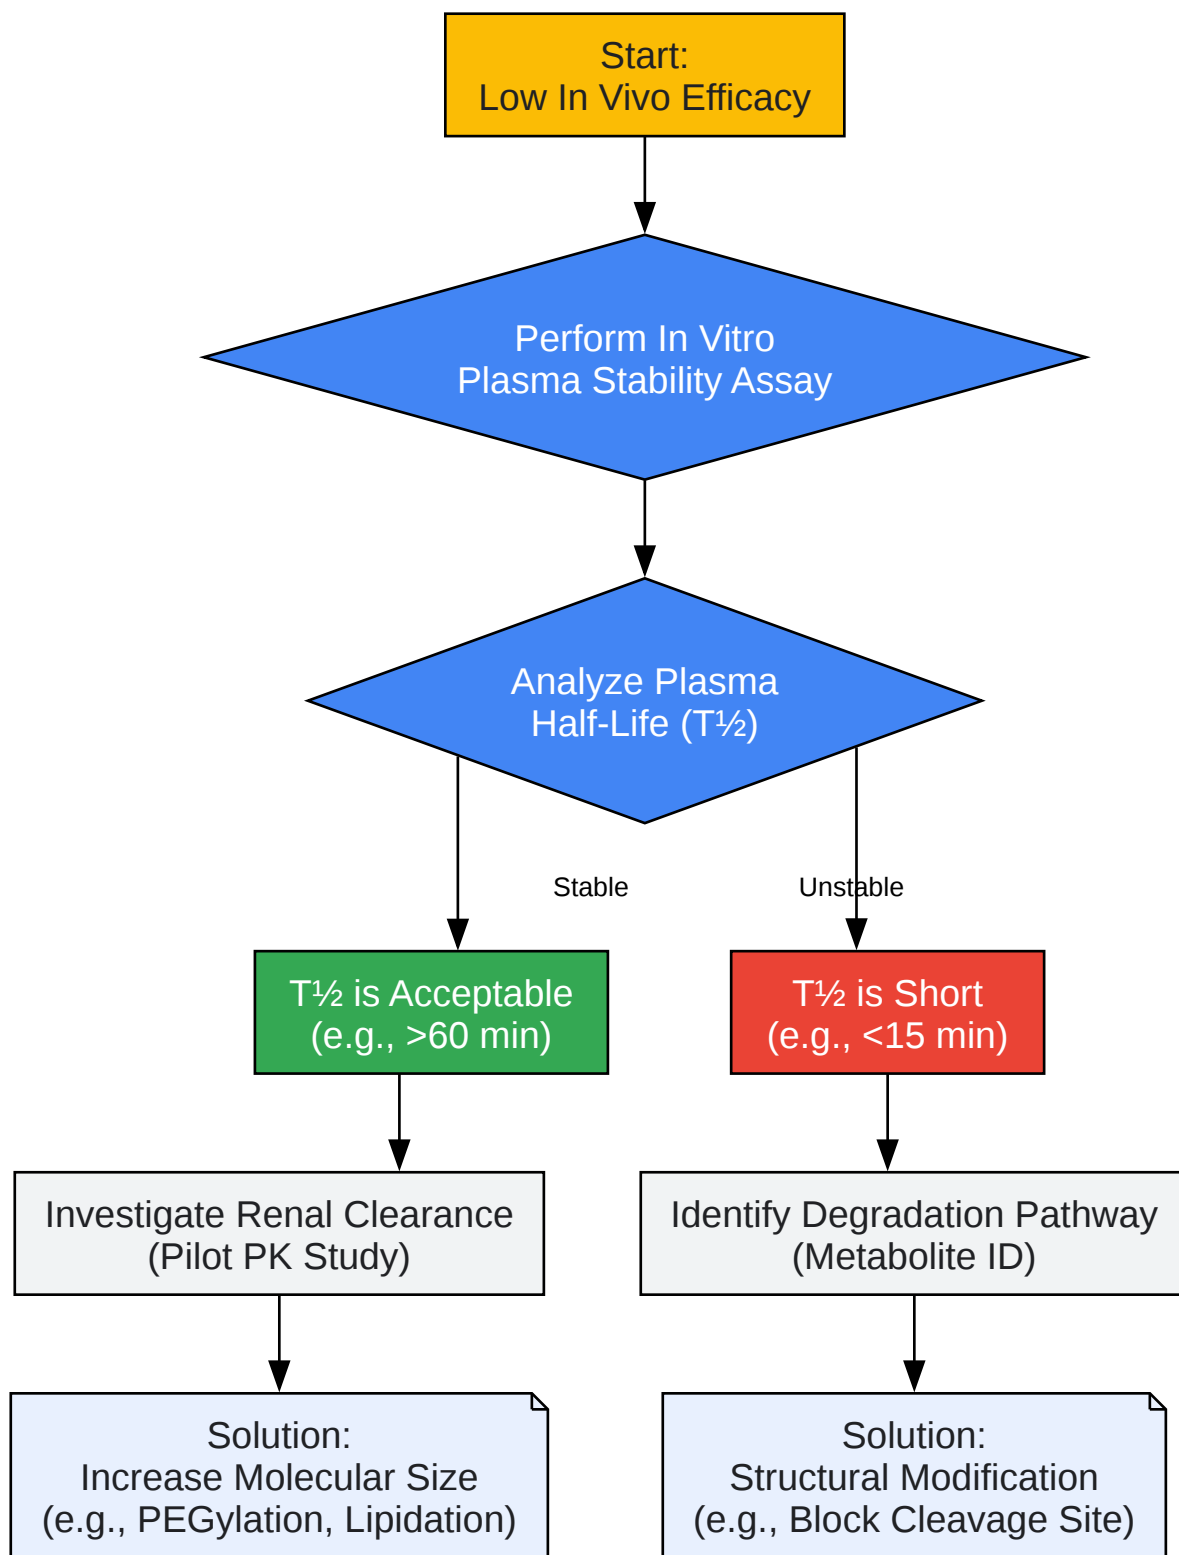 Start:
Low In Vivo Efficacy
Perform In Vitro
Plasma Stability Assay
Analyze Plasma
Half-Life (T½)
Stable
Unstable
T½ is Acceptable
(e.g., >60 min)
T½ is Short
(e.g., <15 min)
Investigate Renal Clearance
(Pilot PK Study)
Identify Degradation Pathway
(Metabolite ID)
Solution:
Increase Molecular Size
(e.g., PEGylation, Lipidation)
Solution:
Structural Modification
(e.g., Block Cleavage Site)